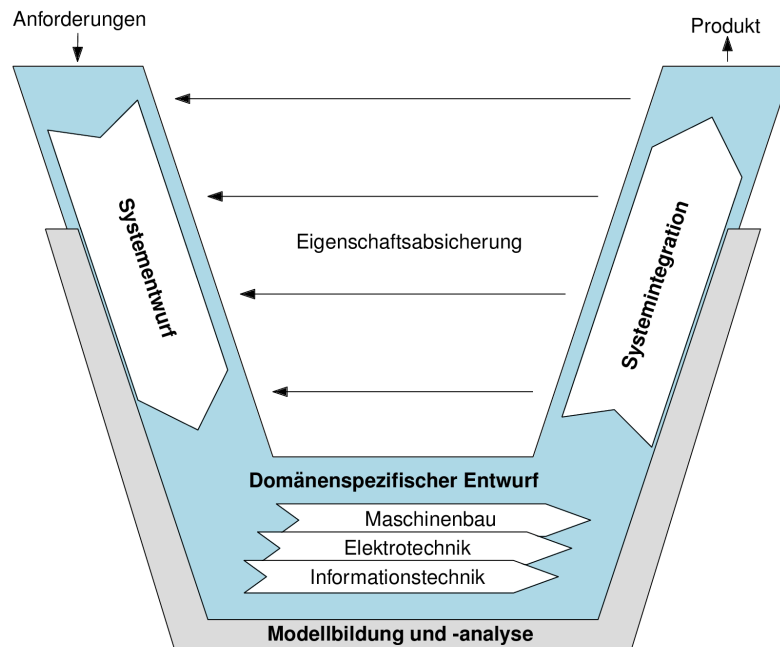 Anforderungen
Produkt
Systementwurf
Eigenschaftsabsicherung
Systemintegration
Domänenspezifischer Entwurf
Maschinenbau
Elektrotechnik
Informationstechnik
Modellbildung und -analyse